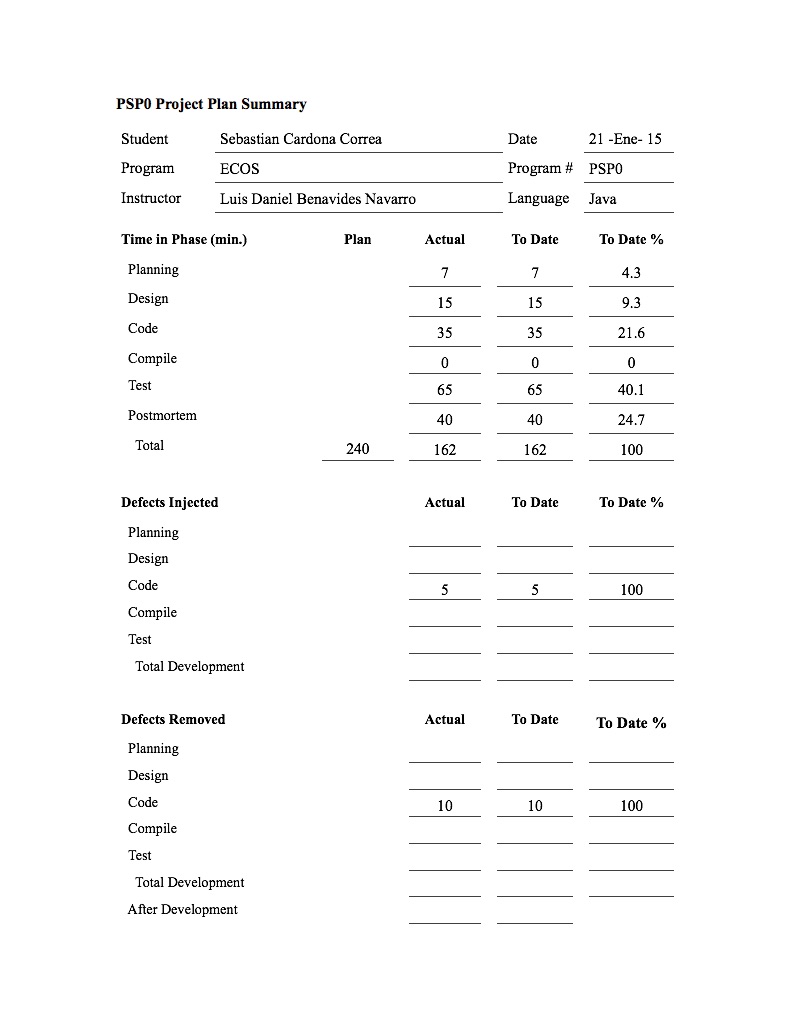 PSP0 Project Plan Summary
Student Sebastian Cardona Correa Date 21 -Ene- 15
Program ECOS Program # PSP0
Instructor Luis Daniel Benavides Navarro Language Java
Time in Phase (min.) Plan Actual To Date To Date %
Planning 7 7 4.3
Design 15 15 9.3
Code 35 35 21.6
Compile 0 0 0
Test 65 65 40.1
Postmortem 40 40 24.7
Total 240 162 162 100
Defects Injected Actual To Date To Date %
Planning
Design
Code 5 5 100
Compile
Test
Total Development
Defects Removed Actual To Date To Date %
Planning
Design
Code 10 10 100
Compile
Test
Total Development
After Development